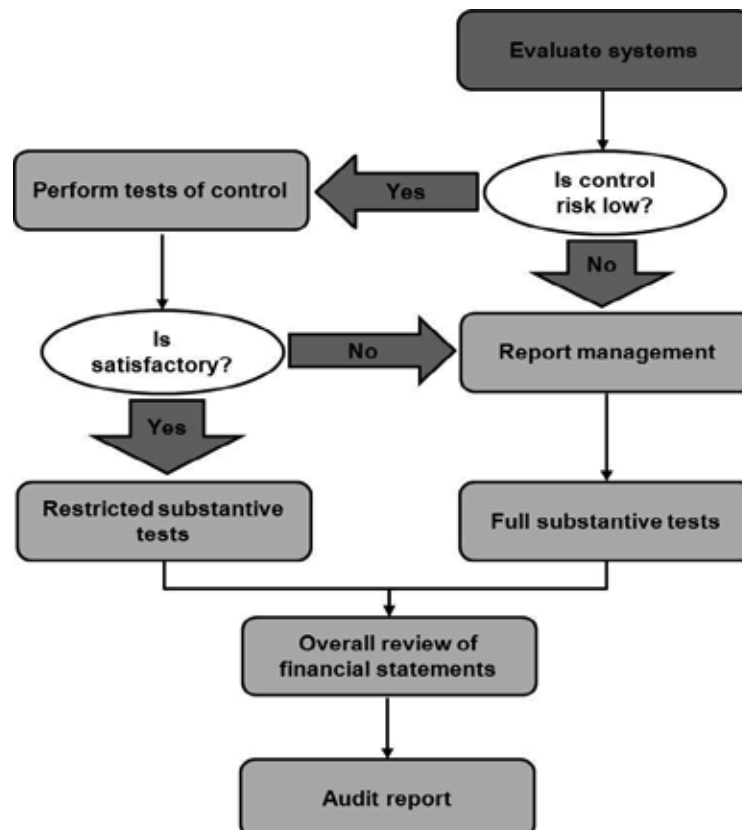 Evaluate systems
Is control
risk low?
Yes
Perform tests of control
No
Is
satisfactory?
No
Report management
Yes
Restricted substantive
tests
Full substantive tests
Overall review of
financial statements
Audit report